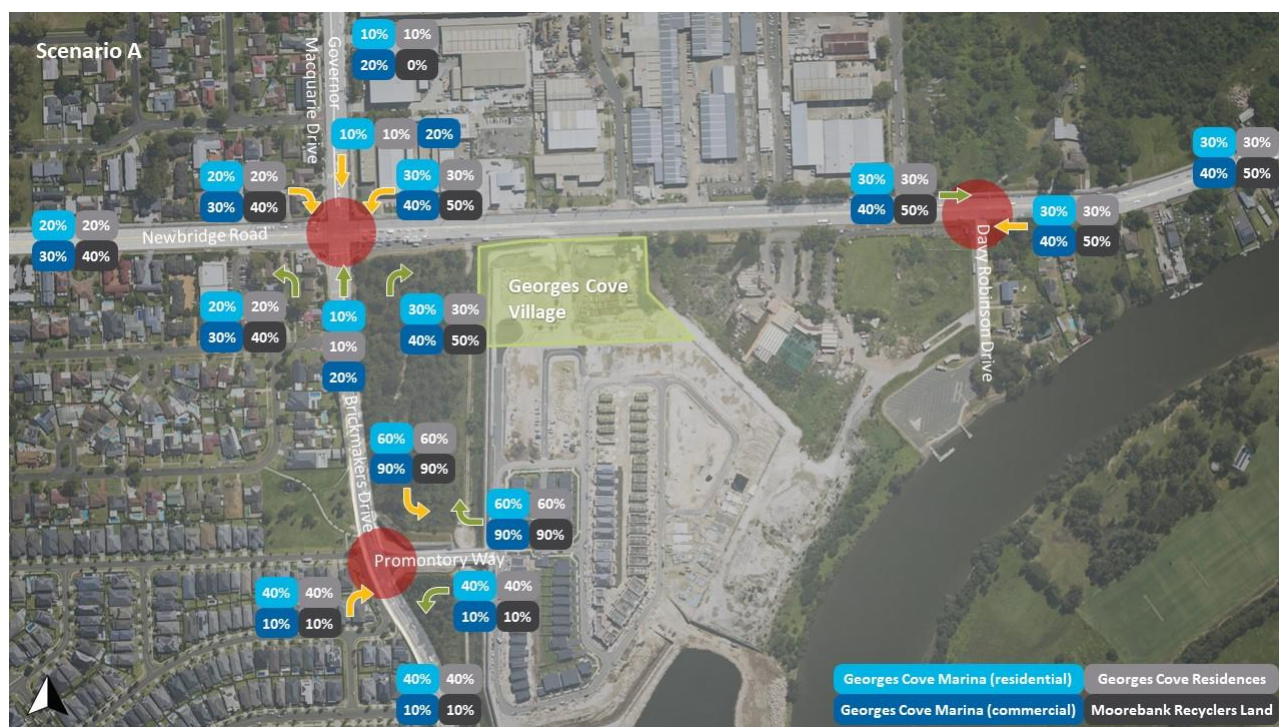 Scenario A
Governor
Macquarie Drive
10% 10%
20% 0%
10% 10% 20%
20% 20%
30% 40%
30% 30%
40% 50%
20% 20%
30% 40%
Newbridge Road
30% 30%
40% 50%
30% 30%
40% 50%
30% 30%
40% 50%
Davy Robinson Drive
20% 20%
30% 40%
10%
10%
20%
30% 30%
40% 50%
Georges Cove
Village
Brickmakers Drive
60% 60%
90% 90%
60% 60%
90% 90%
Promontory Way
40% 40%
10% 10%
40% 40%
10% 10%
40% 40%
10% 10%
Georges Cove Marina (residential) Georges Cove Residences
Georges Cove Marina (commercial) Moorebank Recyclers Land